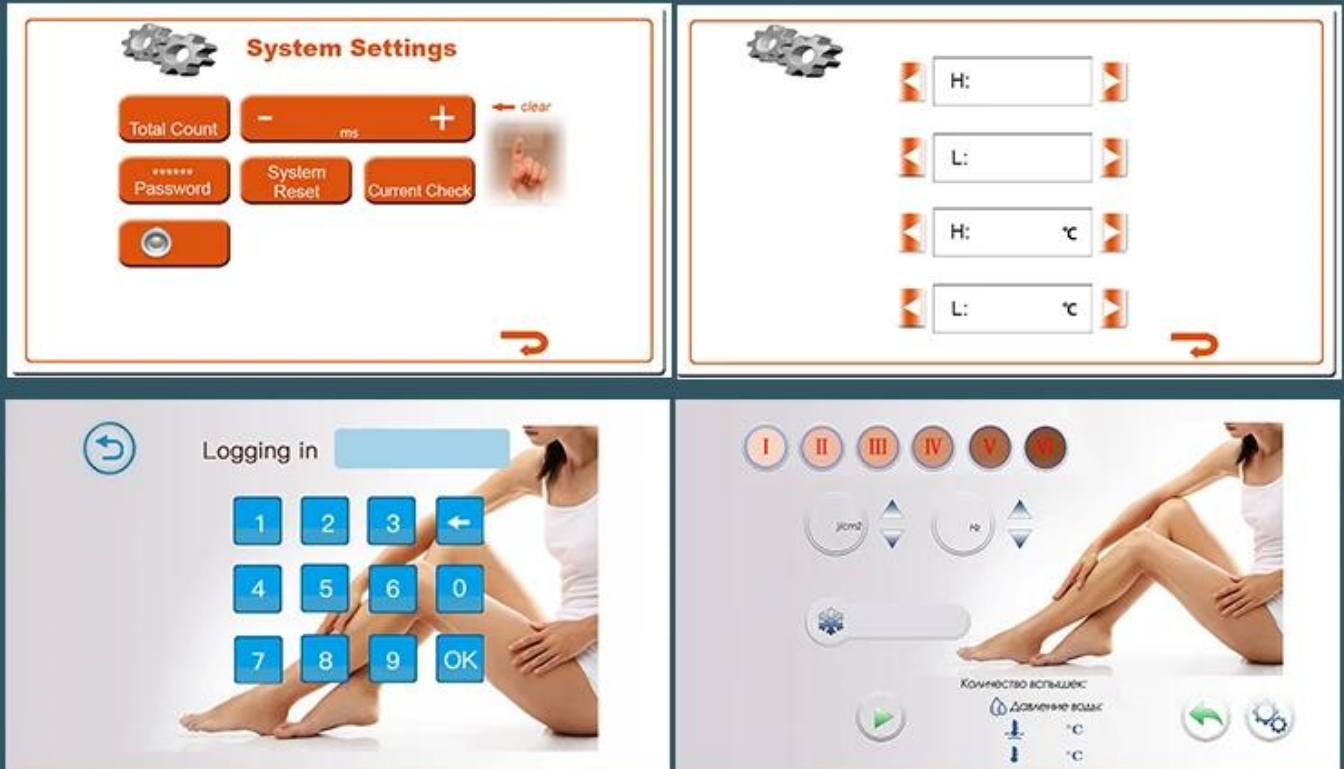 System Settings
Total Count
- ms +
clear
****** Password
System Reset
Current Check
H:
L:
H: ℃
L: ℃
Logging in
1 2 3 ←
4 5 6 0
7 8 9 OK
I II III IV V VI
J/cm2
Hz
Количество вспышек:
Давление воды:
°C
°C